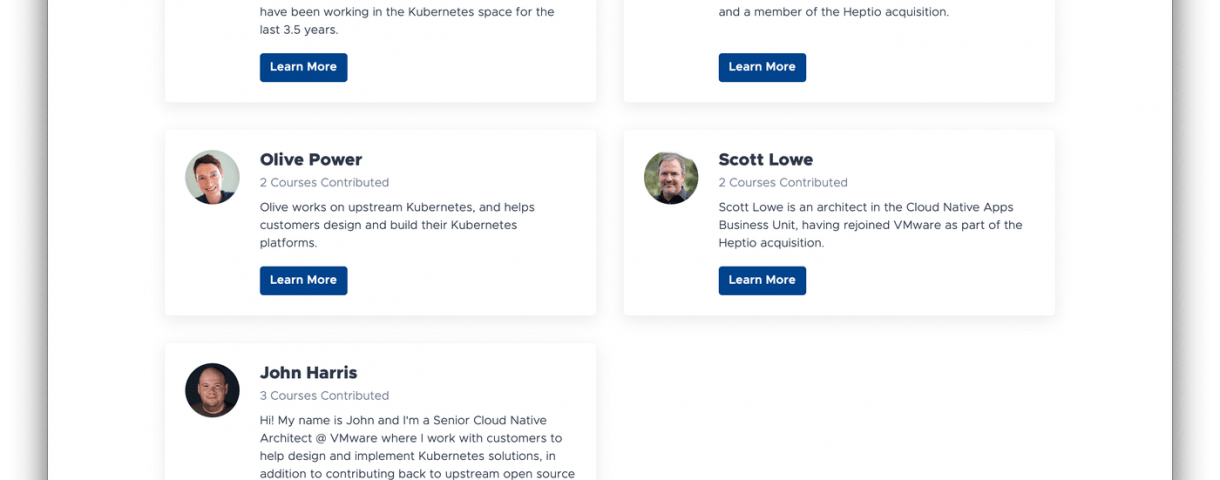 have been working in the Kubernetes space for the
last 3.5 years.
Learn More
and a member of the Heptio acquisition.
Learn More
Olive Power
2 Courses Contributed
Olive works on upstream Kubernetes, and helps
customers design and build their Kubernetes
platforms.
Learn More
Scott Lowe
2 Courses Contributed
Scott Lowe is an architect in the Cloud Native Apps
Business Unit, having rejoined VMware as part of the
Heptio acquisition.
Learn More
John Harris
3 Courses Contributed
Hi! My name is John and I'm a Senior Cloud Native
Architect @ VMware where I work with customers to
help design and implement Kubernetes solutions, in
addition to contributing back to upstream open source